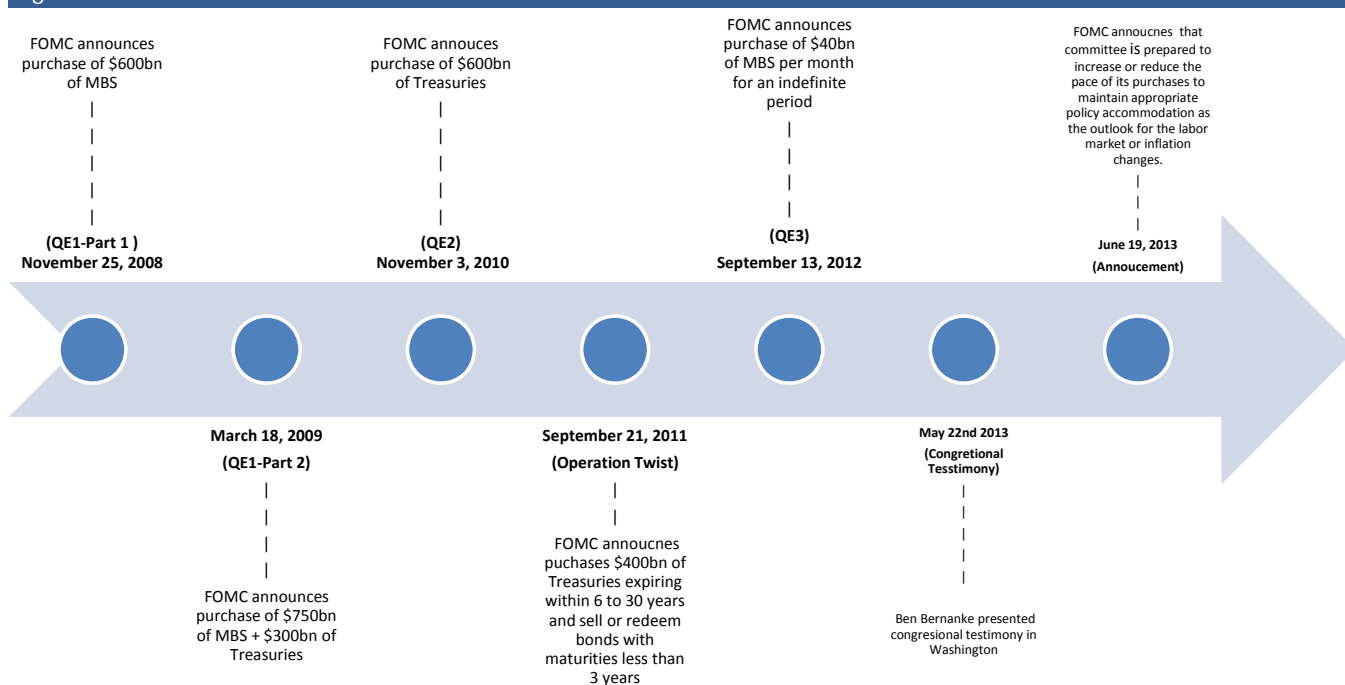 FOMC announces
purchase of $600bn
of MBS
(QE1-Part 1 )
November 25, 2008
March 18, 2009
(QE1-Part 2)
FOMC announces
purchase of $750bn
of MBS + $300bn of
Treasuries
FOMC annouces
purchase of $600bn
of Treasuries
(QE2)
November 3, 2010
September 21, 2011
(Operation Twist)
FOMC annoucnes
puchases $400bn of
Treasuries expiring
within 6 to 30 years
and sell or redeem
bonds with
maturities less than
3 years
FOMC announces
purchase of $40bn
of MBS per month
for an indefinite
period
(QE3)
September 13, 2012
May 22nd 2013
(Congretional
Tesstimony)
Ben Bernanke presented
congresional testimony in
Washington
FOMC annoucnes that
committee is prepared to
increase or reduce the
pace of its purchases to
maintain appropriate
policy accommodation as
the outlook for the labor
market or inflation
changes.
June 19, 2013
(Annoucement)